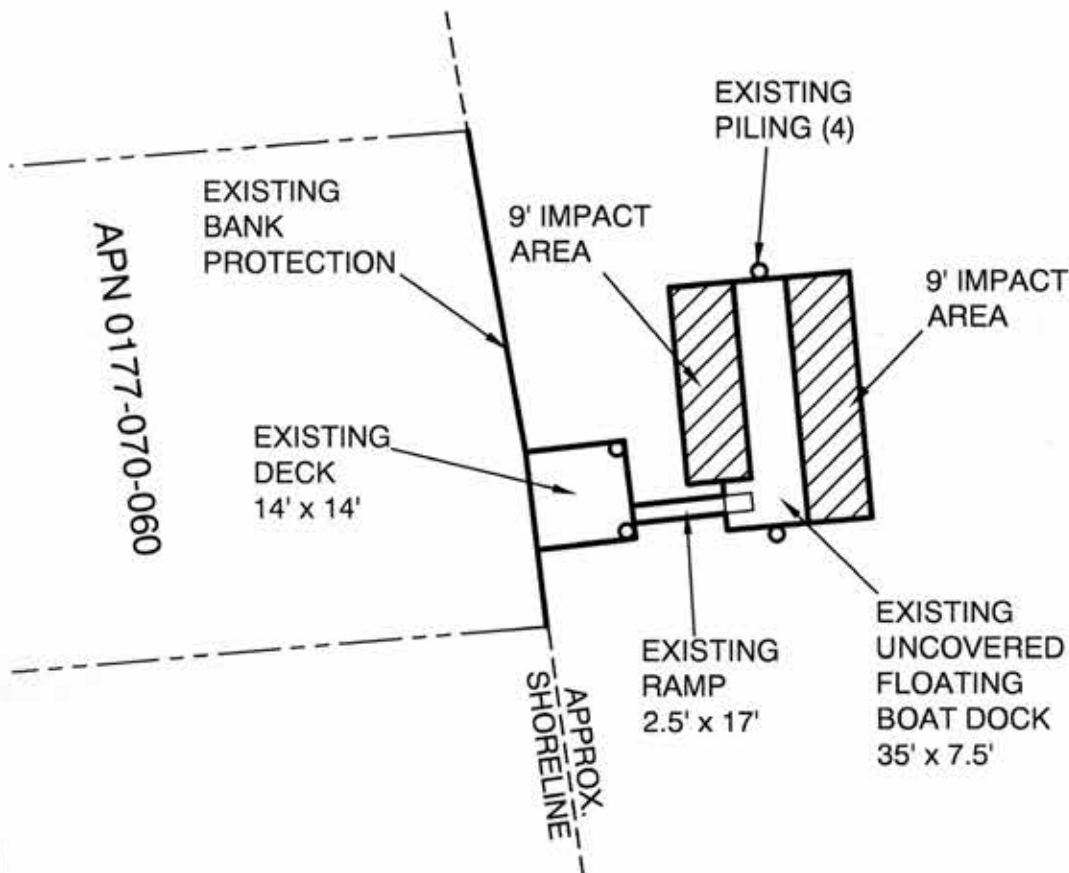 EXISTING
PILING (4)
EXISTING
BANK
PROTECTION
9' IMPACT
AREA
9' IMPACT
AREA
APN 0177-070-060
EXISTING
DECK
14' x 14'
EXISTING
RAMP
2.5' x 17'
EXISTING
UNCOVERED
FLOATING
BOAT DOCK
35' x 7.5'
APPROX.
SHORELINE